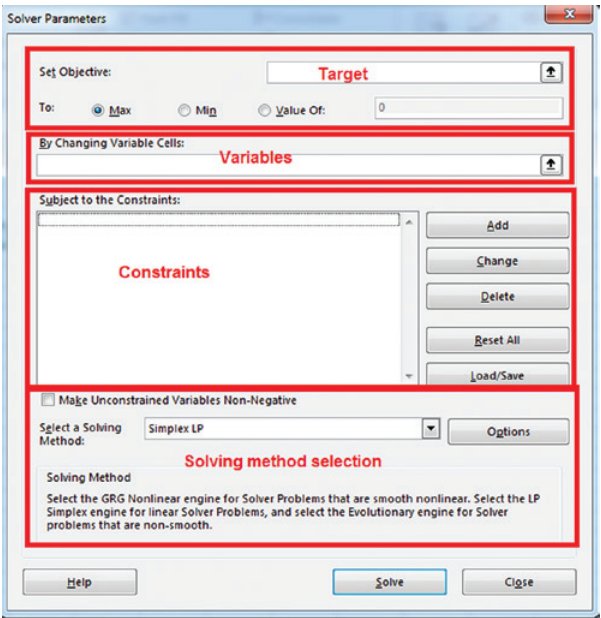 Solver Parameters
Set Objective:
Target
To:
Max
Min
Value Of:
0
By Changing Variable Cells:
Variables
Subject to the Constraints:
Constraints
Add
Change
Delete
Reset All
Load/Save
Make Unconstrained Variables Non-Negative
Select a Solving
Method:
Simplex LP
Options
Solving method selection
Solving Method
Select the GRG Nonlinear engine for Solver Problems that are smooth nonlinear. Select the LP
Simplex engine for linear Solver Problems, and select the Evolutionary engine for Solver
problems that are non-smooth.
Help
Solve
Close